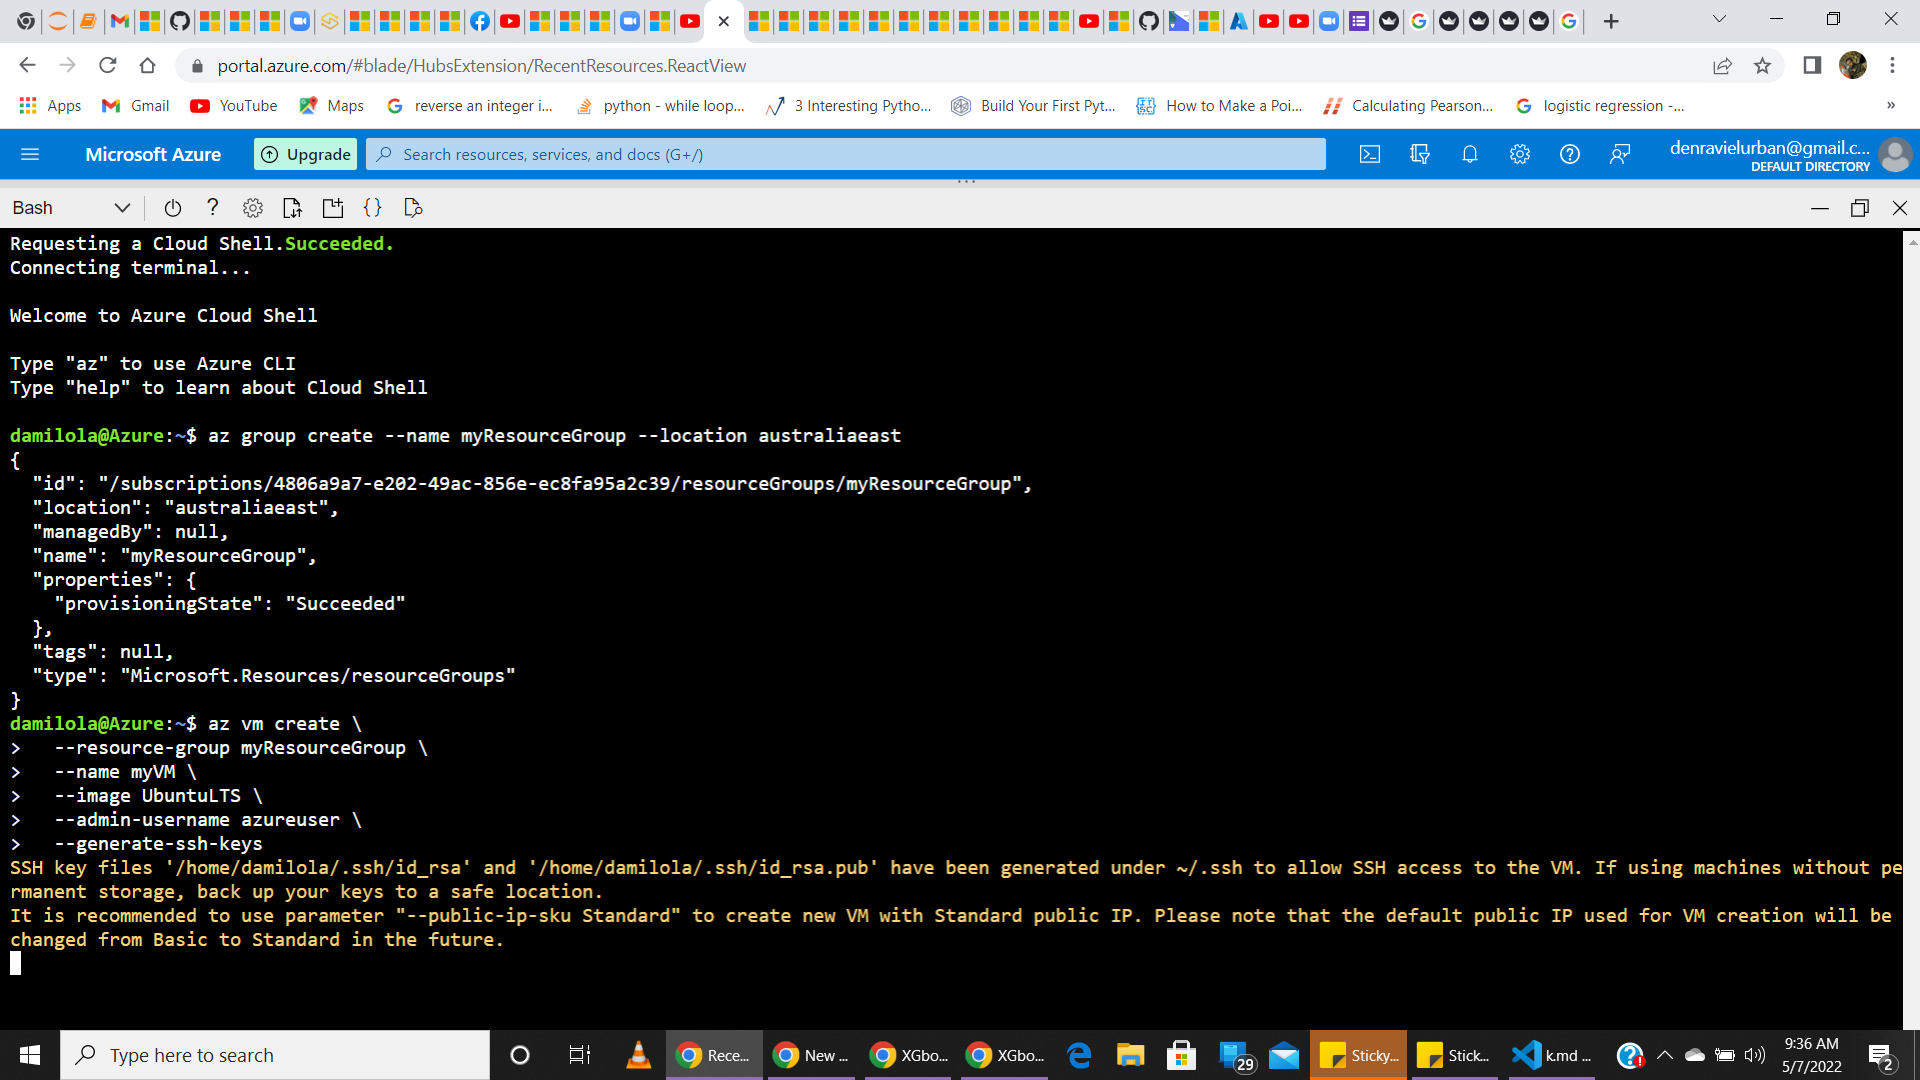 portal.azure.com/#blade/HubsExtension/RecentResources.ReactView
Apps
Gmail
YouTube
Maps
reverse an integer i...
python - while loop...
3 Interesting Pytho...
Build Your First Pyt...
How to Make a Poi...
Calculating Pearson...
logistic regression -...
»
Microsoft Azure
Upgrade
Search resources, services, and docs (G+/)
denravielurban@gmail.c...
DEFAULT DIRECTORY
Bash
Requesting a Cloud Shell.Succeeded.
Connecting terminal...
Welcome to Azure Cloud Shell
Type "az" to use Azure CLI
Type "help" to learn about Cloud Shell
damilola@Azure:~$ az group create --name myResourceGroup --location australiaeast
{
  "id": "/subscriptions/4806a9a7-e202-49ac-856e-ec8fa95a2c39/resourceGroups/myResourceGroup",
  "location": "australiaeast",
  "managedBy": null,
  "name": "myResourceGroup",
  "properties": {
    "provisioningState": "Succeeded"
  },
  "tags": null,
  "type": "Microsoft.Resources/resourceGroups"
}
damilola@Azure:~$ az vm create \
>   --resource-group myResourceGroup \
>   --name myVM \
>   --image UbuntuLTS \
>   --admin-username azureuser \
>   --generate-ssh-keys
SSH key files '/home/damilola/.ssh/id_rsa' and '/home/damilola/.ssh/id_rsa.pub' have been generated under ~/.ssh to allow SSH access to the VM. If using machines without pe
rmanent storage, back up your keys to a safe location.
It is recommended to use parameter "--public-ip-sku Standard" to create new VM with Standard public IP. Please note that the default public IP used for VM creation will be
changed from Basic to Standard in the future.
Type here to search
Rece...
New ...
XGbo...
XGbo...
29
Sticky...
Stick...
k.md ...
9:36 AM
5/7/2022
2